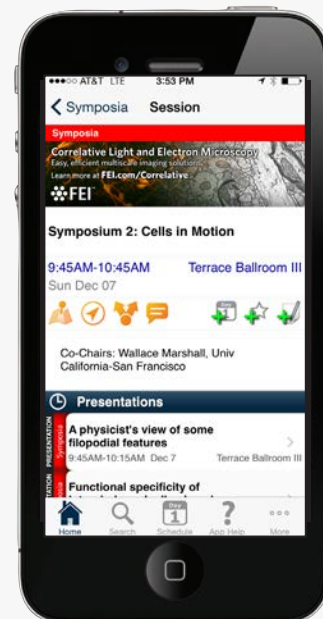 AT&T LTE 3:53 PM
Symposia Session
Symposia
Correlative Light and Electron Microscopy
Easy, efficient multiscale imaging solutions.
Learn more at FEI.com/Correlative
FEI
Symposium 2: Cells in Motion
9:45AM-10:45AM Terrace Ballroom III
Sun Dec 07
1
Co-Chairs: Wallace Marshall, Univ
California-San Francisco
Presentations
PRESENTATION
Symposia
A physicist's view of some
filopodial features
9:45AM-10:15AM Dec 7 Terrace Ballroom III
Functional specificity of
Day
1
?
Home Search Schedule App Help More